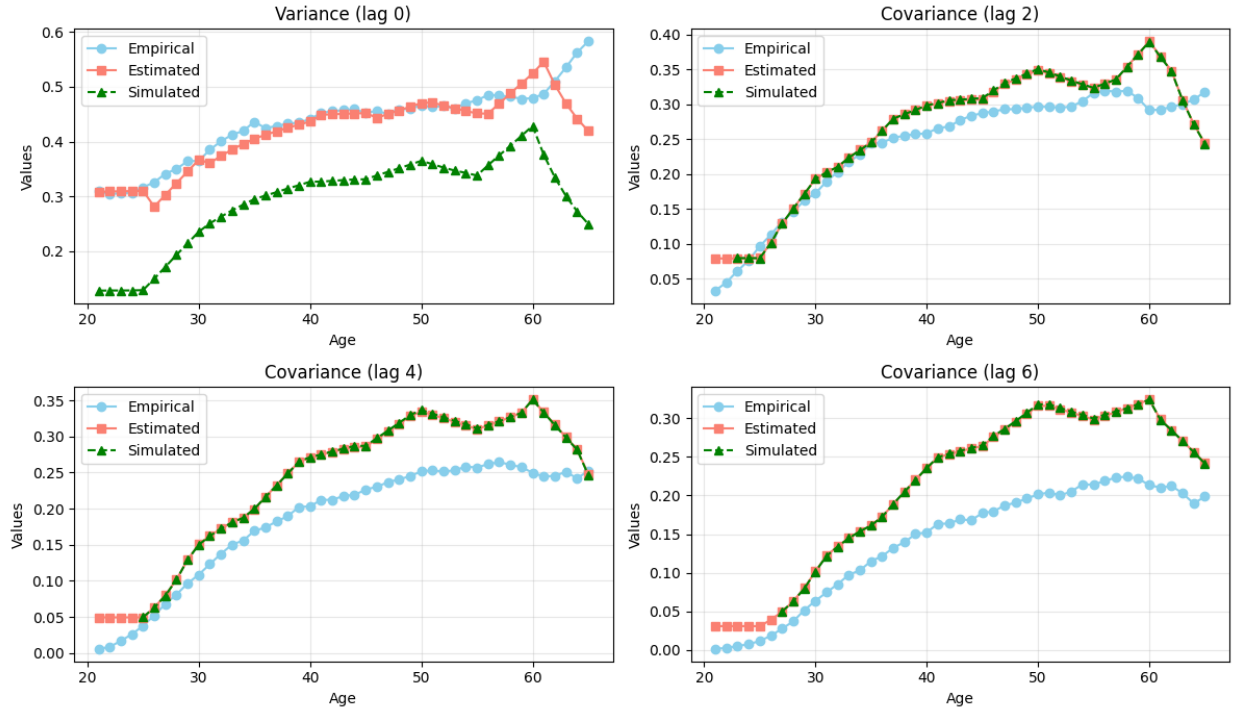 Variance (lag 0)
0.6
0.5
0.4
0.3
0.2
Values
Empirical
Estimated
Simulated
20 30 40 50 60
Age
Covariance (lag 2)
0.40
0.35
0.30
0.25
0.20
0.15
0.10
0.05
Values
Empirical
Estimated
Simulated
20 30 40 50 60
Age
Covariance (lag 4)
0.35
0.30
0.25
0.20
0.15
0.10
0.05
0.00
Values
Empirical
Estimated
Simulated
20 30 40 50 60
Age
Covariance (lag 6)
0.30
0.25
0.20
0.15
0.10
0.05
0.00
Values
Empirical
Estimated
Simulated
20 30 40 50 60
Age